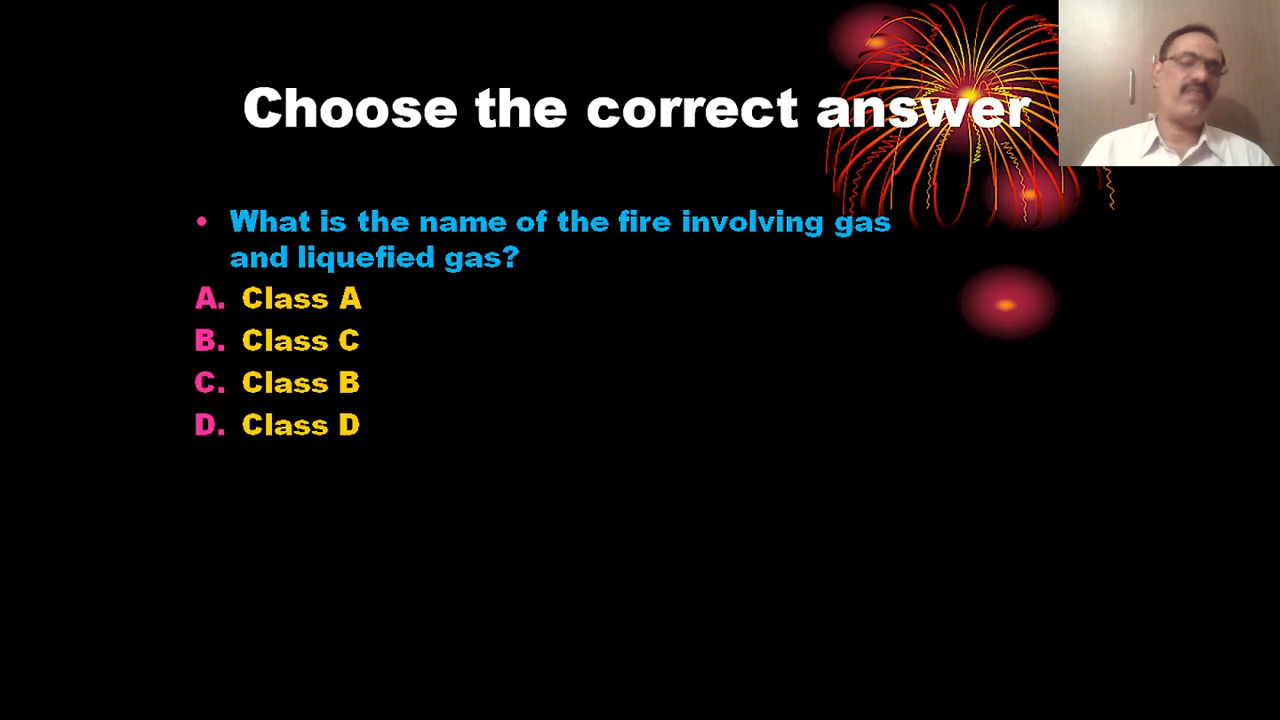 Choose the correct answer
• What is the name of the fire involving gas
and liquefied gas?
A. Class A
B. Class C
C. Class B
D. Class D